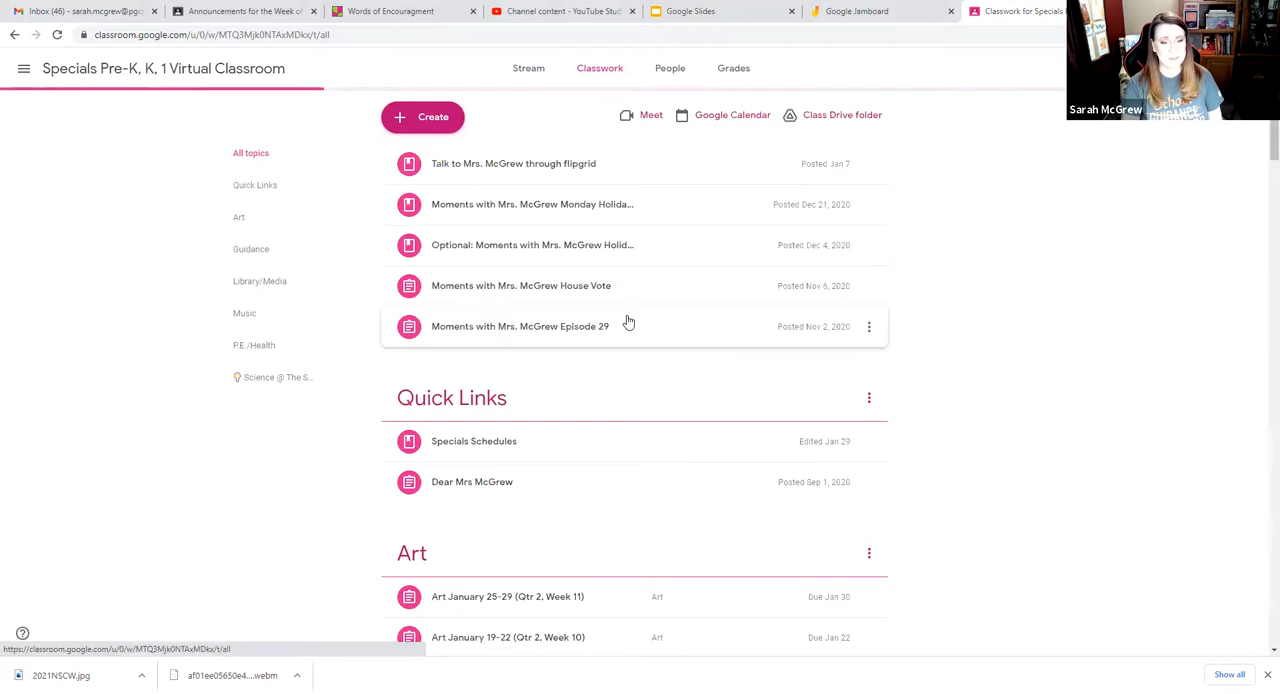 Inbox (46) - sarah.mcgrew@pgc
Announcements for the Week of
Words of Encouragment
Channel content - YouTube Stud
Google Slides
Google Jamboard
Classwork for Specials
classroom.google.com/u/0/w/MTQ3Mjk0NTAxMDkx/t/all
Specials Pre-K, K, 1 Virtual Classroom
Stream
Classwork
People
Grades
Sarah McGrew
Create
Meet
Google Calendar
Class Drive folder
All topics
Quick Links
Art
Guidance
Library/Media
Music
P.E./Health
Science @ The S...
Talk to Mrs. McGrew through flipgrid Posted Jan 7
Moments with Mrs. McGrew Monday Holida... Posted Dec 21, 2020
Optional: Moments with Mrs. McGrew Holid... Posted Dec 4, 2020
Moments with Mrs. McGrew House Vote Posted Nov 6, 2020
Moments with Mrs. McGrew Episode 29 Posted Nov 2, 2020
Quick Links
Specials Schedules Edited Jan 29
Dear Mrs McGrew Posted Sep 1, 2020
Art
Art January 25-29 (Qtr 2, Week 11) Art Due Jan 30
Art January 19-22 (Qtr 2, Week 10) Art Due Jan 22
https://classroom.google.com/u/0/w/MTQ3Mjk0NTAxMDkx/t/all
2021NSCW.jpg
af01ee05650e4....webm
Show all